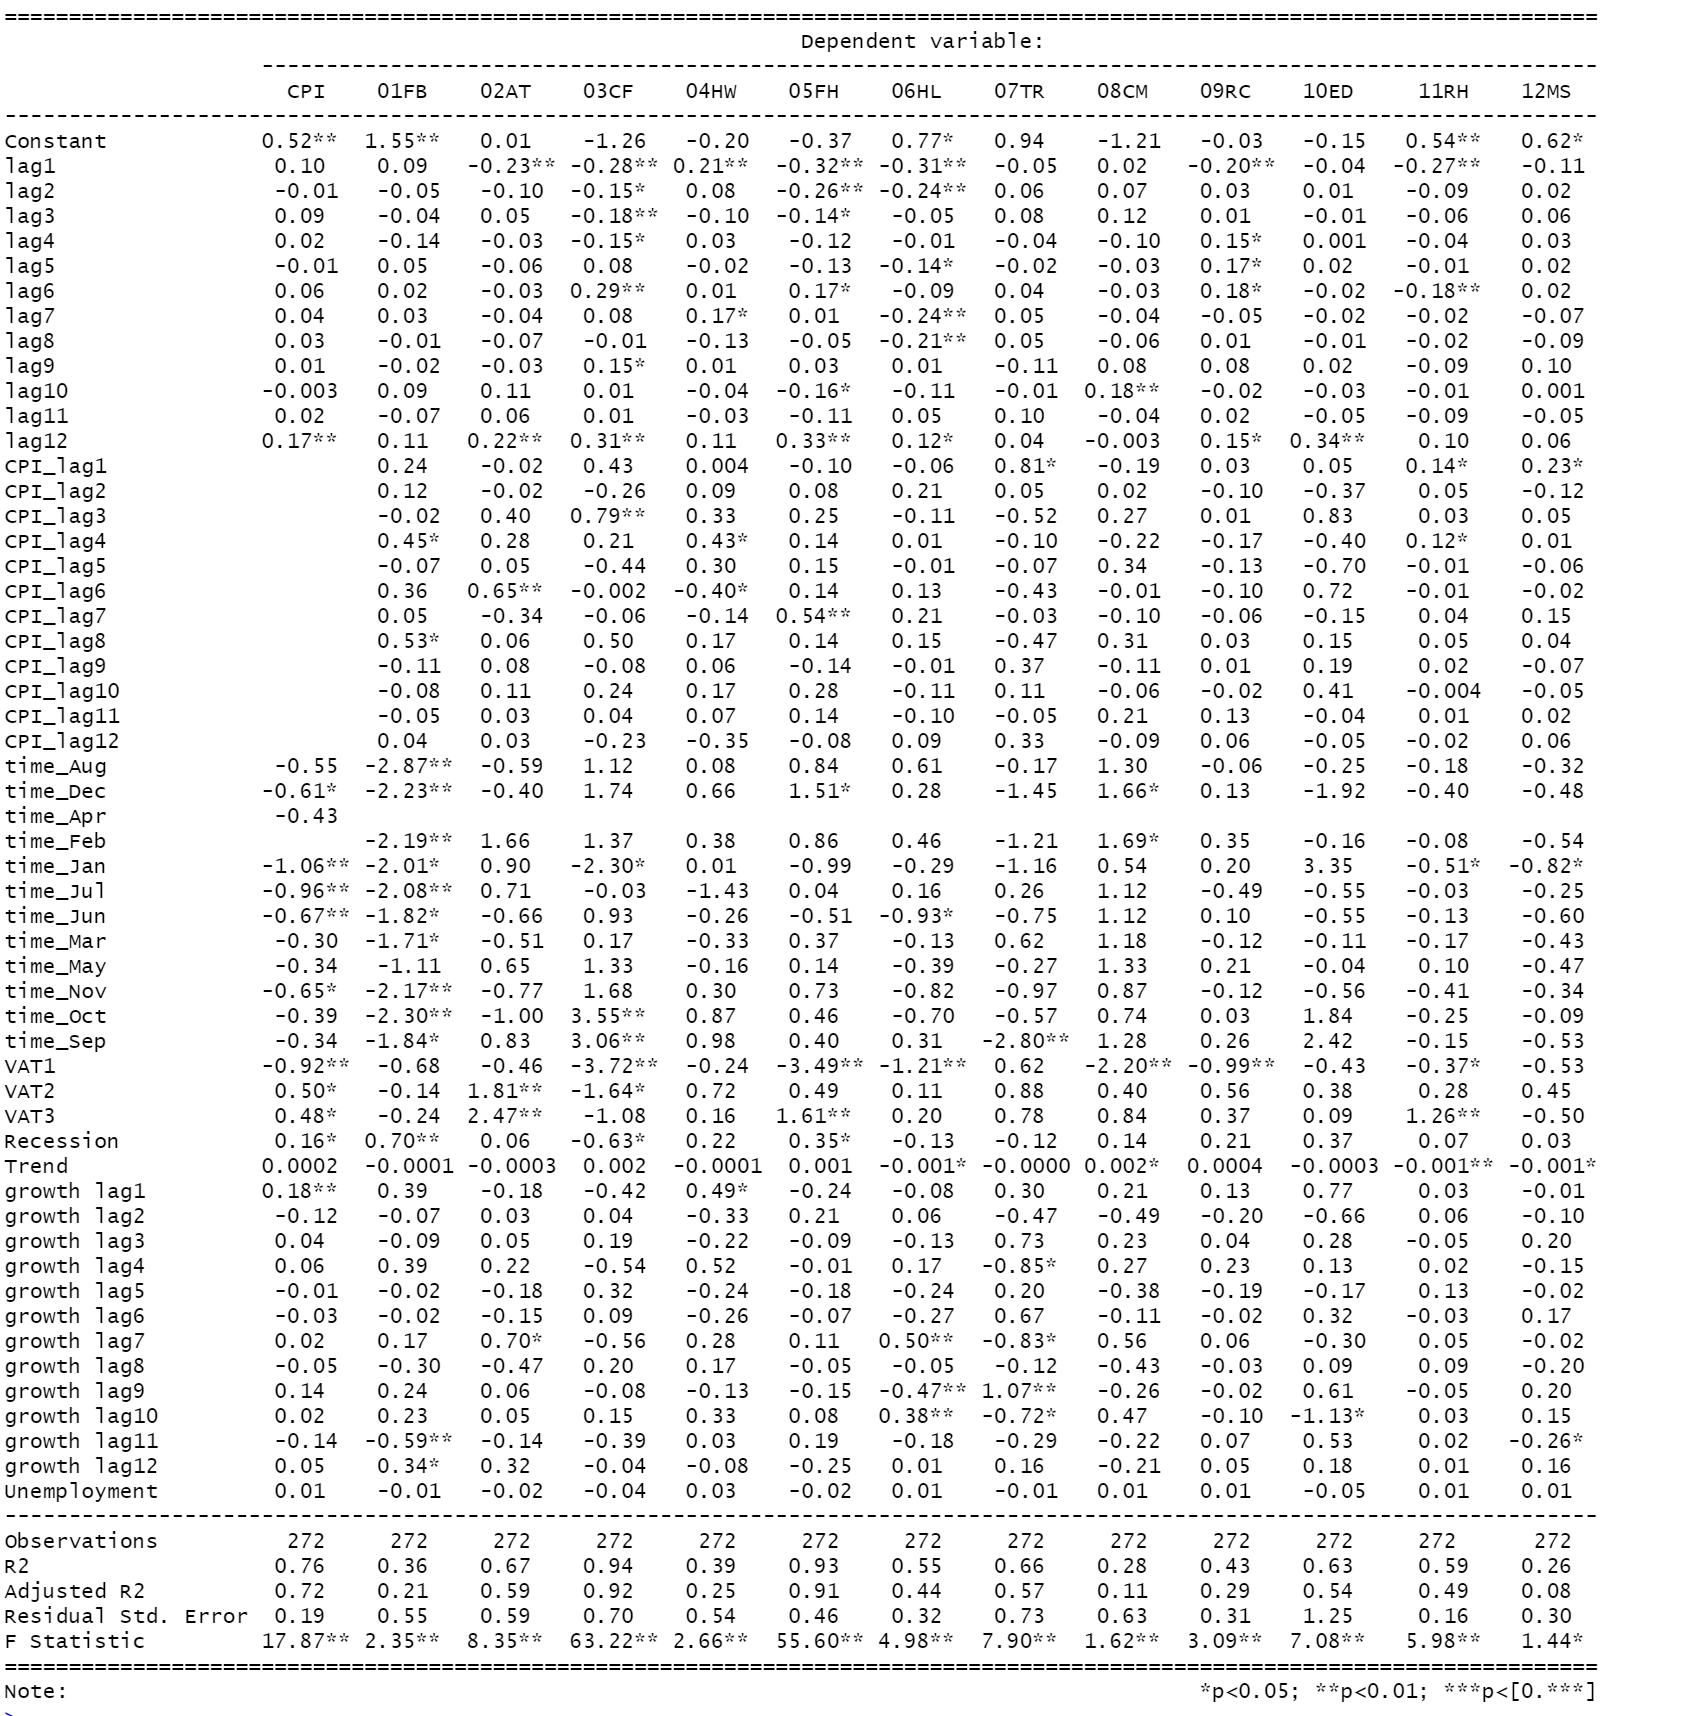 ====================================================================================================
Dependent variable:
----------------------------------------------------------------------------------------------------
CPI 01FB 02AT 03CF 04HW 05FH 06HL 07TR 08CM 09RC 10ED 11RH 12MS
----------------------------------------------------------------------------------------------------
Constant 0.52** 1.55** 0.01 -1.26 -0.20 -0.37 0.77* 0.94 -1.21 -0.03 -0.15 0.54** 0.62*
lag1 0.10 0.09 -0.23** -0.28** 0.21** -0.32** -0.31** -0.05 0.02 -0.20** -0.04 -0.27** -0.11
lag2 -0.01 -0.05 -0.10 -0.15* 0.08 -0.26** -0.24** 0.06 0.07 0.03 0.01 -0.09 0.02
lag3 0.09 -0.04 0.05 -0.18** -0.10 -0.14* -0.05 0.08 0.12 0.01 -0.01 -0.06 0.06
lag4 0.02 -0.14 -0.03 -0.15* 0.03 -0.12 -0.01 -0.04 -0.10 0.15* 0.001 -0.04 0.03
lag5 -0.01 0.05 -0.06 0.08 -0.02 -0.13 -0.14* -0.02 -0.03 0.17* 0.02 -0.01 0.02
lag6 0.06 0.02 -0.03 0.29** 0.01 0.17* -0.09 0.04 -0.03 0.18* -0.02 -0.18** 0.02
lag7 0.04 0.03 -0.04 0.08 0.17* 0.01 -0.24** 0.05 -0.04 -0.05 -0.02 -0.02 -0.07
lag8 0.03 -0.01 -0.07 -0.01 -0.13 -0.05 -0.21** 0.05 -0.06 0.01 -0.01 -0.02 -0.09
lag9 0.01 -0.02 -0.03 0.15* 0.01 0.03 0.01 -0.11 0.08 0.08 0.02 -0.09 0.10
lag10 -0.003 0.09 0.11 0.01 -0.04 -0.16* -0.11 -0.01 0.18** -0.02 -0.03 -0.01 0.001
lag11 0.02 -0.07 0.06 0.01 -0.03 -0.11 0.05 0.10 -0.04 0.02 -0.05 -0.09 -0.05
lag12 0.17** 0.11 0.22** 0.31** 0.11 0.33** 0.12* 0.04 -0.003 0.15* 0.34** 0.10 0.06
CPI_lag1 0.24 -0.02 0.43 0.004 -0.10 -0.06 0.81* -0.19 0.03 0.05 0.14* 0.23*
CPI_lag2 0.12 -0.02 -0.26 0.09 0.08 0.21 0.05 0.02 -0.10 -0.37 0.05 -0.12
CPI_lag3 -0.02 0.40 0.79** 0.33 0.25 -0.11 -0.52 0.27 0.01 0.83 0.03 0.05
CPI_lag4 0.45* 0.28 0.21 0.43* 0.14 0.01 -0.10 -0.22 -0.17 -0.40 0.12* 0.01
CPI_lag5 -0.07 0.05 -0.44 0.30 0.15 -0.01 -0.07 0.34 -0.13 -0.70 -0.01 -0.06
CPI_lag6 0.36 0.65** -0.002 -0.40* 0.14 0.13 -0.43 -0.01 -0.10 0.72 -0.01 -0.02
CPI_lag7 0.05 -0.34 -0.06 -0.14 0.54** 0.21 -0.03 -0.10 -0.06 -0.15 0.04 0.15
CPI_lag8 0.53* 0.06 0.50 0.17 0.14 0.15 -0.47 0.31 0.03 0.15 0.05 0.04
CPI_lag9 -0.11 0.08 -0.08 0.06 -0.14 -0.01 0.37 -0.11 0.01 0.19 0.02 -0.07
CPI_lag10 -0.08 0.11 0.24 0.17 0.28 -0.11 0.11 -0.06 -0.02 0.41 -0.004 -0.05
CPI_lag11 -0.05 0.03 0.04 0.07 0.14 -0.10 -0.05 0.21 0.13 -0.04 0.01 0.02
CPI_lag12 0.04 0.03 -0.23 -0.35 -0.08 0.09 0.33 -0.09 0.06 -0.05 -0.02 0.06
time_Aug -0.55 -2.87** -0.59 1.12 0.08 0.84 0.61 -0.17 1.30 -0.06 -0.25 -0.18 -0.32
time_Dec -0.61* -2.23** -0.40 1.74 0.66 1.51* 0.28 -1.45 1.66* 0.13 -1.92 -0.40 -0.48
time_Apr -0.43
time_Feb -2.19** 1.66 1.37 0.38 0.86 0.46 -1.21 1.69* 0.35 -0.16 -0.08 -0.54
time_Jan -1.06** -2.01* 0.90 -2.30* 0.01 -0.99 -0.29 -1.16 0.54 0.20 3.35 -0.51* -0.82*
time_Jul -0.96** -2.08** 0.71 -0.03 -1.43 0.04 0.16 0.26 1.12 -0.49 -0.55 -0.03 -0.25
time_Jun -0.67** -1.82* -0.66 0.93 -0.26 -0.51 -0.93* -0.75 1.12 0.10 -0.55 -0.13 -0.60
time_Mar -0.30 -1.71* -0.51 0.17 -0.33 0.37 -0.13 0.62 1.18 -0.12 -0.11 -0.17 -0.43
time_May -0.34 -1.11 0.65 1.33 -0.16 0.14 -0.39 -0.27 1.33 0.21 -0.04 0.10 -0.47
time_Nov -0.65* -2.17** -0.77 1.68 0.30 0.73 -0.82 -0.97 0.87 -0.12 -0.56 -0.41 -0.34
time_Oct -0.39 -2.30** -1.00 3.55** 0.87 0.46 -0.70 -0.57 0.74 0.03 1.84 -0.25 -0.09
time_Sep -0.34 -1.84* 0.83 3.06** 0.98 0.40 0.31 -2.80** 1.28 0.26 2.42 -0.15 -0.53
VAT1 -0.92** -0.68 -0.46 -3.72** -0.24 -3.49** -1.21** 0.62 -2.20** -0.99** -0.43 -0.37* -0.53
VAT2 0.50* -0.14 1.81** -1.64* 0.72 0.49 0.11 0.88 0.40 0.56 0.38 0.28 0.45
VAT3 0.48* -0.24 2.47** -1.08 0.16 1.61** 0.20 0.78 0.84 0.37 0.09 1.26** -0.50
Recession 0.16* 0.70** 0.06 -0.63* 0.22 0.35* -0.13 -0.12 0.14 0.21 0.37 0.07 0.03
Trend 0.0002 -0.0001 -0.0003 0.002 -0.0001 0.001 -0.001* -0.0000 0.002* 0.0004 -0.0003 -0.001** -0.001*
growth lag1 0.18** 0.39 -0.18 -0.42 0.49* -0.24 -0.08 0.30 0.21 0.13 0.77 0.03 -0.01
growth lag2 -0.12 -0.07 0.03 0.04 -0.33 0.21 0.06 -0.47 -0.49 -0.20 -0.66 0.06 -0.10
growth lag3 0.04 -0.09 0.05 0.19 -0.22 -0.09 -0.13 0.73 0.23 0.04 0.28 -0.05 0.20
growth lag4 0.06 0.39 0.22 -0.54 0.52 -0.01 0.17 -0.85* 0.27 0.23 0.13 0.02 -0.15
growth lag5 -0.01 -0.02 -0.18 0.32 -0.24 -0.18 -0.24 0.20 -0.38 -0.19 -0.17 0.13 -0.02
growth lag6 -0.03 -0.02 -0.15 0.09 -0.26 -0.07 -0.27 0.67 -0.11 -0.02 0.32 -0.03 0.17
growth lag7 0.02 0.17 0.70* -0.56 0.28 0.11 0.50** -0.83* 0.56 0.06 -0.30 0.05 -0.02
growth lag8 -0.05 -0.30 -0.47 0.20 0.17 -0.05 -0.05 -0.12 -0.43 -0.03 0.09 0.09 -0.20
growth lag9 0.14 0.24 0.06 -0.08 -0.13 -0.15 -0.47** 1.07** -0.26 -0.02 0.61 -0.05 0.20
growth lag10 0.02 0.23 0.05 0.15 0.33 0.08 0.38** -0.72* 0.47 -0.10 -1.13* 0.03 0.15
growth lag11 -0.14 -0.59** -0.14 -0.39 0.03 0.19 -0.18 -0.29 -0.22 0.07 0.53 0.02 -0.26*
growth lag12 0.05 0.34* 0.32 -0.04 -0.08 -0.25 0.01 0.16 -0.21 0.05 0.18 0.01 0.16
Unemployment 0.01 -0.01 -0.02 -0.04 0.03 -0.02 0.01 -0.01 0.01 0.01 -0.05 0.01 0.01
----------------------------------------------------------------------------------------------------
Observations 272 272 272 272 272 272 272 272 272 272 272 272 272
R2 0.76 0.36 0.67 0.94 0.39 0.93 0.55 0.66 0.28 0.43 0.63 0.59 0.26
Adjusted R2 0.72 0.21 0.59 0.92 0.25 0.91 0.44 0.57 0.11 0.29 0.54 0.49 0.08
Residual Std. Error 0.19 0.55 0.59 0.70 0.54 0.46 0.32 0.73 0.63 0.31 1.25 0.16 0.30
F Statistic 17.87** 2.35** 8.35** 63.22** 2.66** 55.60** 4.98** 7.90** 1.62** 3.09** 7.08** 5.98** 1.44*
====================================================================================================
Note: *p<0.05; **p<0.01; ***p<[0.***]
>